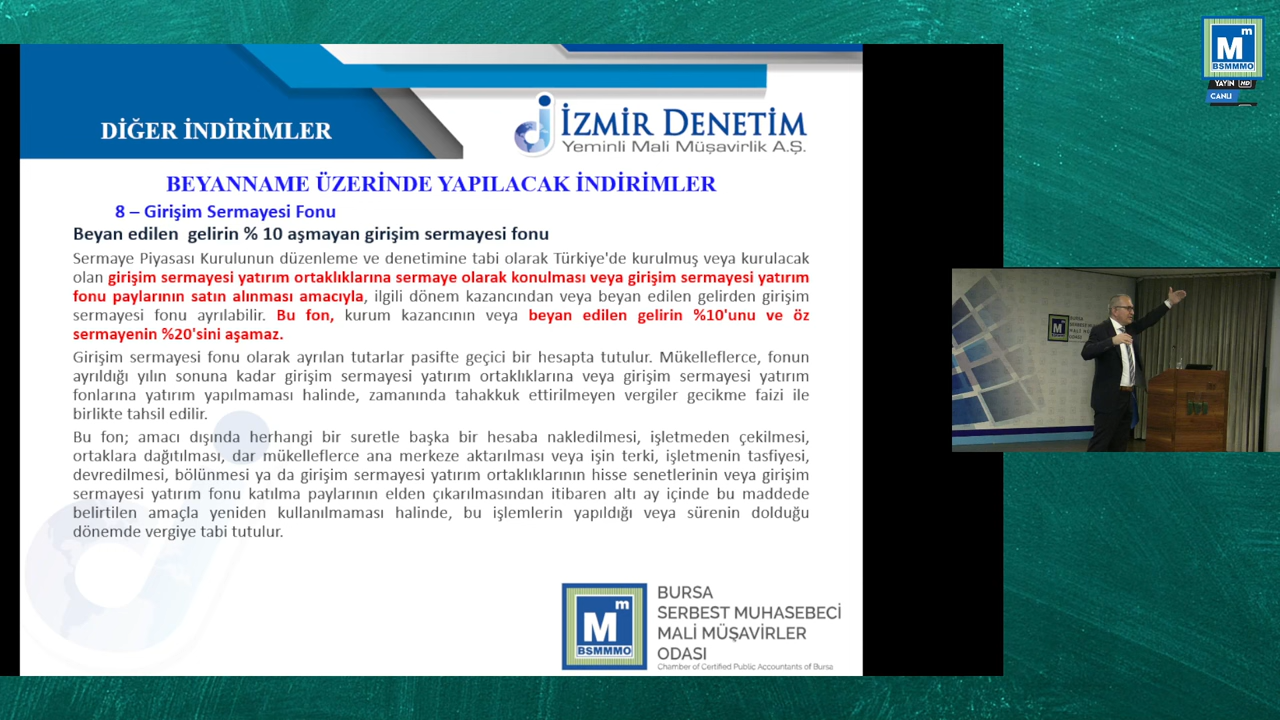 M m
BSMMMO
YAYIN HD
CANLI
DİĞER İNDİRİMLER
İZMİR DENETİM
Yeminli Mali Müşavirlik A.Ş.
BEYANNAME ÜZERİNDE YAPILACAK İNDİRİMLER
8 – Girişim Sermayesi Fonu
Beyan edilen gelirin % 10 aşmayan girişim sermayesi fonu
Sermaye Piyasası Kurulunun düzenleme ve denetimine tabi olarak Türkiye'de kurulmuş veya kurulacak
olan girişim sermayesi yatırım ortaklıklarına sermaye olarak konulması veya girişim sermayesi yatırım
fonu paylarının satın alınması amacıyla, ilgili dönem kazancından veya beyan edilen gelirden girişim
sermayesi fonu ayrılabilir. Bu fon, kurum kazancının veya beyan edilen gelirin %10'unu ve öz
sermayenin %20'sini aşamaz.
Girişim sermayesi fonu olarak ayrılan tutarlar pasifte geçici bir hesapta tutulur. Mükelleflerce, fonun
ayrıldığı yılın sonuna kadar girişim sermayesi yatırım ortaklıklarına veya girişim sermayesi yatırım
fonlarına yatırım yapılmaması halinde, zamanında tahakkuk ettirilmeyen vergiler gecikme faizi ile
birlikte tahsil edilir.
Bu fon; amacı dışında herhangi bir suretle başka bir hesaba nakledilmesi, işletmeden çekilmesi,
ortaklara dağıtılması, dar mükelleflerce ana merkeze aktarılması veya işin terki, işletmenin tasfiyesi,
devredilmesi, bölünmesi ya da girişim sermayesi yatırım ortaklıklarının hisse senetlerinin veya girişim
sermayesi yatırım fonu katılma paylarının elden çıkarılmasından itibaren altı ay içinde bu maddede
belirtilen amaçla yeniden kullanılmaması halinde, bu işlemlerin yapıldığı veya sürenin dolduğu
dönemde vergiye tabi tutulur.
M m
BSMMMO
BURSA
SERBEST MUHASEBECİ
MALİ MÜŞAVİRLER
ODASI
Chamber of Certified Public Accountants of Bursa